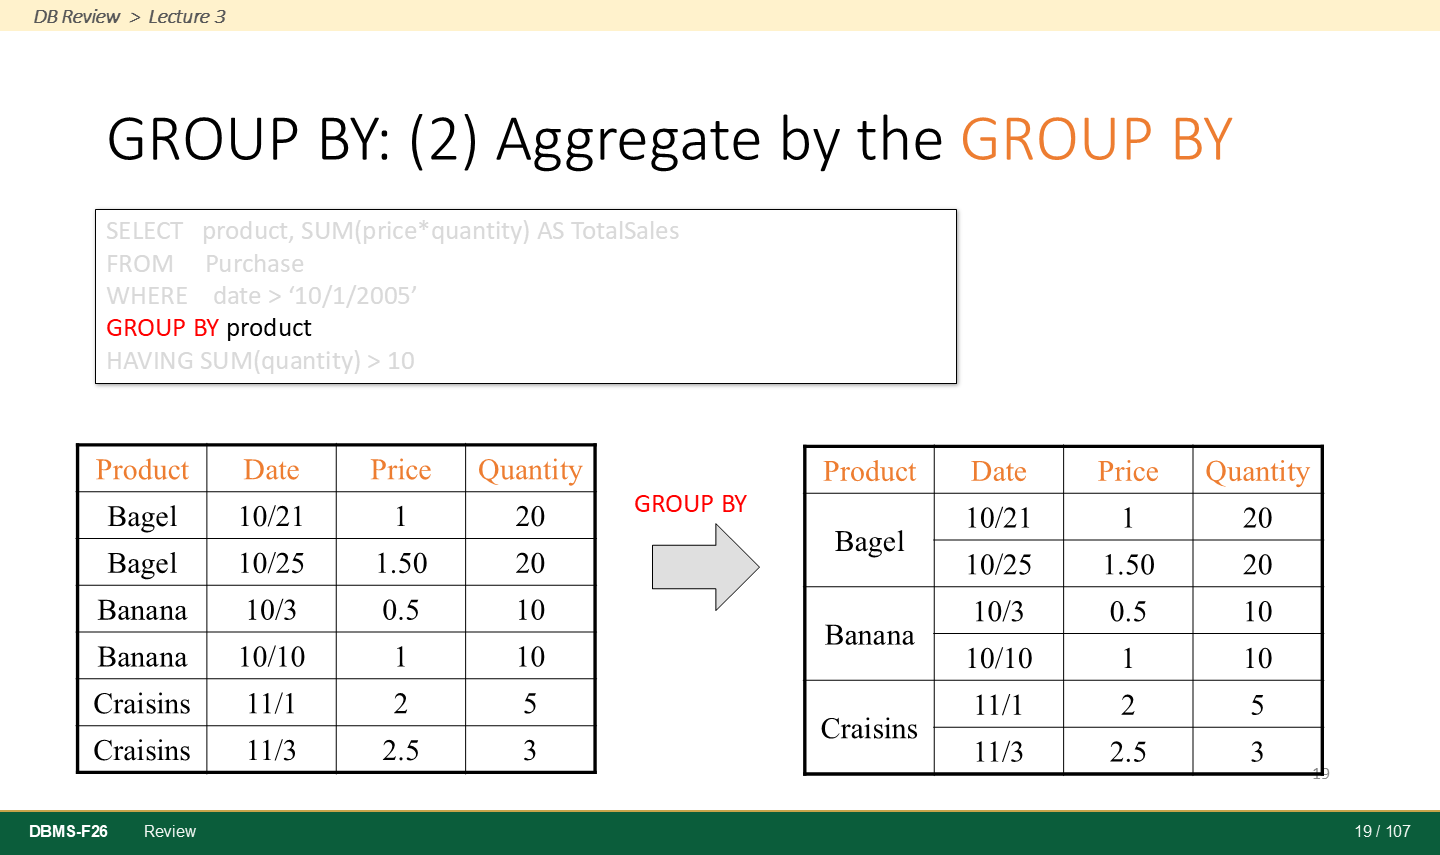 DB Review > Lecture 3
GROUP BY: (2) Aggregate by the GROUP BY
SELECT product, SUM(price*quantity) AS TotalSales
FROM Purchase
WHERE date > ‘10/1/2005’
GROUP BY product
HAVING SUM(quantity) > 10
Product Date Price Quantity
Bagel 10/21 1 20
Bagel 10/25 1.50 20
Banana 10/3 0.5 10
Banana 10/10 1 10
Craisins 11/1 2 5
Craisins 11/3 2.5 3
GROUP BY
Product Date Price Quantity
Bagel 10/21 1 20
10/25 1.50 20
Banana 10/3 0.5 10
10/10 1 10
Craisins 11/1 2 5
11/3 2.5 3
19
DBMS-F26 Review 19 / 107